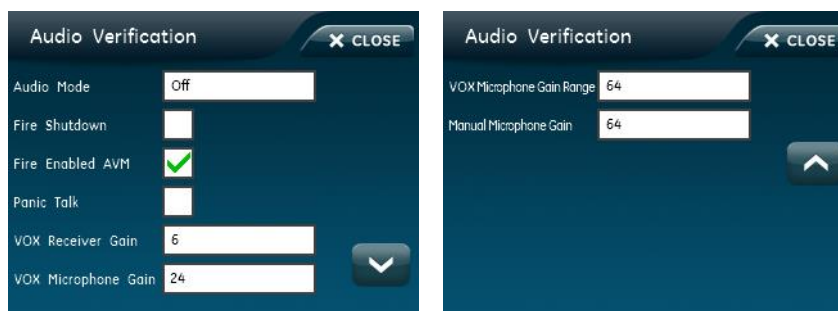 Audio Verification
X CLOSE
Audio Mode Off
Fire Shutdown
Fire Enabled AVM
Panic Talk
VOX Receiver Gain 6
VOX Microphone Gain 24
Audio Verification
X CLOSE
VOX Microphone Gain Range 64
Manual Microphone Gain 64